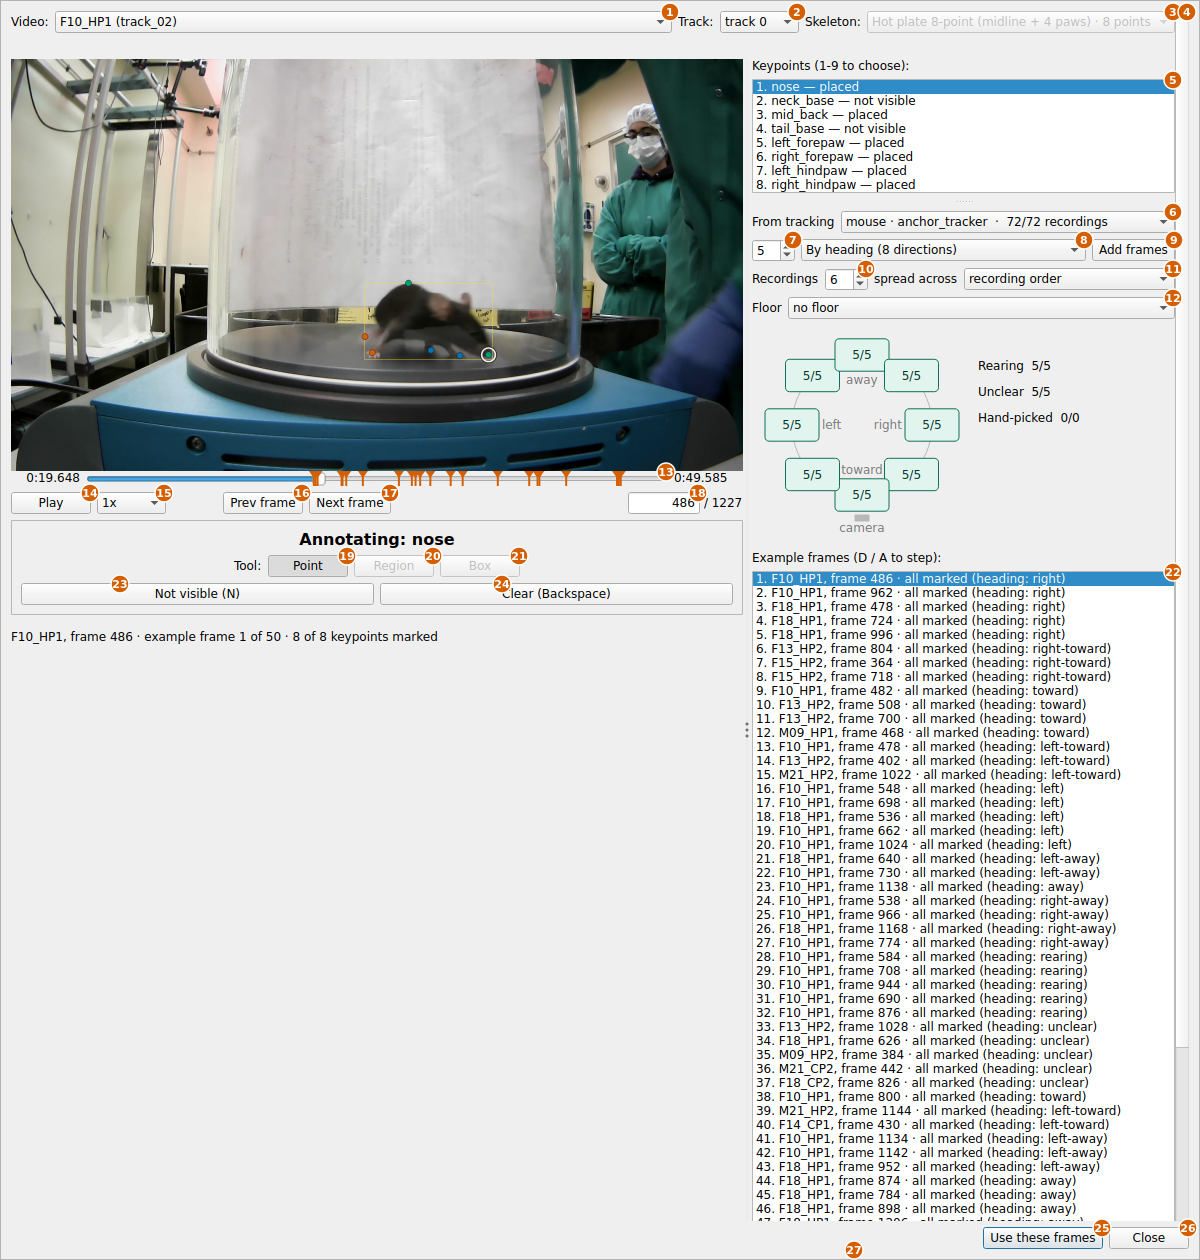 Video: F10_HP1 (track_02) 1 Track: track 0 2 Skeleton: Hot plate 8-point (midline + 4 paws) · 8 points 3 4
Keypoints (1-9 to choose):
5
1. nose — placed
2. neck_base — not visible
3. mid_back — placed
4. tail_base — not visible
5. left_forepaw — placed
6. right_forepaw — placed
7. left_hindpaw — placed
8. right_hindpaw — placed
From tracking mouse · anchor_tracker · 72/72 recordings 6
5 7 By heading (8 directions) 8 Add frames 9
Recordings 6 10 spread across recording order 11
Floor no floor 12
5/5
5/5 5/5
away
5/5 left right 5/5
toward
5/5 5/5
5/5
camera
Rearing 5/5
Unclear 5/5
Hand-picked 0/0
0:19.648 13 0:49.585
Play 14 1x 15 Prev frame 16 Next frame 17 486 18 / 1227
Annotating: nose
Tool: Point 19 Region 20 Box 21
Not visible (N) 23 Clear (Backspace) 24
F10_HP1, frame 486 · example frame 1 of 50 · 8 of 8 keypoints marked
Example frames (D / A to step):
22
1. F10_HP1, frame 486 · all marked (heading: right)
2. F10_HP1, frame 962 · all marked (heading: right)
3. F18_HP1, frame 478 · all marked (heading: right)
4. F18_HP1, frame 724 · all marked (heading: right)
5. F18_HP1, frame 996 · all marked (heading: right)
6. F13_HP2, frame 804 · all marked (heading: right-toward)
7. F15_HP2, frame 364 · all marked (heading: right-toward)
8. F15_HP2, frame 718 · all marked (heading: right-toward)
9. F10_HP1, frame 482 · all marked (heading: toward)
10. F13_HP2, frame 508 · all marked (heading: toward)
11. F13_HP2, frame 700 · all marked (heading: toward)
12. M09_HP1, frame 468 · all marked (heading: toward)
13. F10_HP1, frame 478 · all marked (heading: left-toward)
14. F13_HP2, frame 402 · all marked (heading: left-toward)
15. M21_HP2, frame 1022 · all marked (heading: left-toward)
16. F10_HP1, frame 548 · all marked (heading: left)
17. F10_HP1, frame 698 · all marked (heading: left)
18. F18_HP1, frame 536 · all marked (heading: left)
19. F10_HP1, frame 662 · all marked (heading: left)
20. F10_HP1, frame 1024 · all marked (heading: left)
21. F18_HP1, frame 640 · all marked (heading: left-away)
22. F10_HP1, frame 730 · all marked (heading: left-away)
23. F10_HP1, frame 1138 · all marked (heading: away)
24. F10_HP1, frame 538 · all marked (heading: right-away)
25. F10_HP1, frame 966 · all marked (heading: right-away)
26. F18_HP1, frame 1168 · all marked (heading: right-away)
27. F10_HP1, frame 774 · all marked (heading: right-away)
28. F10_HP1, frame 584 · all marked (heading: rearing)
29. F10_HP1, frame 708 · all marked (heading: rearing)
30. F10_HP1, frame 944 · all marked (heading: rearing)
31. F10_HP1, frame 690 · all marked (heading: rearing)
32. F10_HP1, frame 876 · all marked (heading: rearing)
33. F13_HP2, frame 1028 · all marked (heading: unclear)
34. F18_HP1, frame 626 · all marked (heading: unclear)
35. M09_HP2, frame 384 · all marked (heading: unclear)
36. M21_CP2, frame 442 · all marked (heading: unclear)
37. F18_CP2, frame 826 · all marked (heading: unclear)
38. F10_HP1, frame 800 · all marked (heading: toward)
39. M21_HP2, frame 1144 · all marked (heading: left-toward)
40. F14_CP1, frame 430 · all marked (heading: left-toward)
41. F10_HP1, frame 1134 · all marked (heading: left-away)
42. F10_HP1, frame 1142 · all marked (heading: left-away)
43. F18_HP1, frame 952 · all marked (heading: left-away)
44. F18_HP1, frame 874 · all marked (heading: away)
45. F18_HP1, frame 784 · all marked (heading: away)
46. F18_HP1, frame 898 · all marked (heading: away)
Use these frames 25 Close 26
27